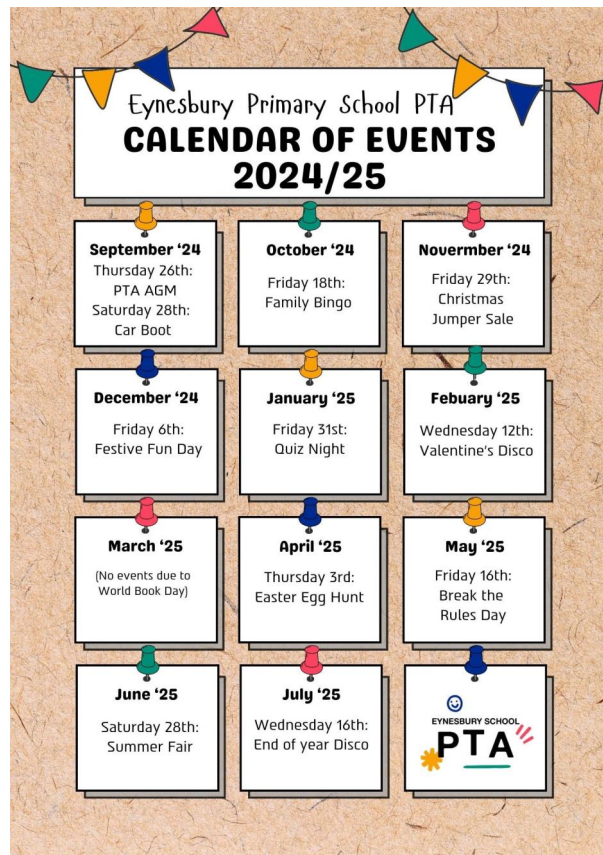 Eynesbury Primary School PTA
CALENDAR OF EVENTS
2024/25
September ‘24
Thursday 26th:
PTA AGM
Saturday 28th:
Car Boot
October ‘24
Friday 18th:
Family Bingo
Novermber ‘24
Friday 29th:
Christmas
Jumper Sale
December ‘24
Friday 6th:
Festive Fun Day
January ‘25
Friday 31st:
Quiz Night
Febuary ‘25
Wednesday 12th:
Valentine's Disco
March ‘25
(No events due to
World Book Day)
April ‘25
Thursday 3rd:
Easter Egg Hunt
May ‘25
Friday 16th:
Break the
Rules Day
June ‘25
Saturday 28th:
Summer Fair
July ‘25
Wednesday 16th:
End of year Disco
EYNESBURY SCHOOL
PTA